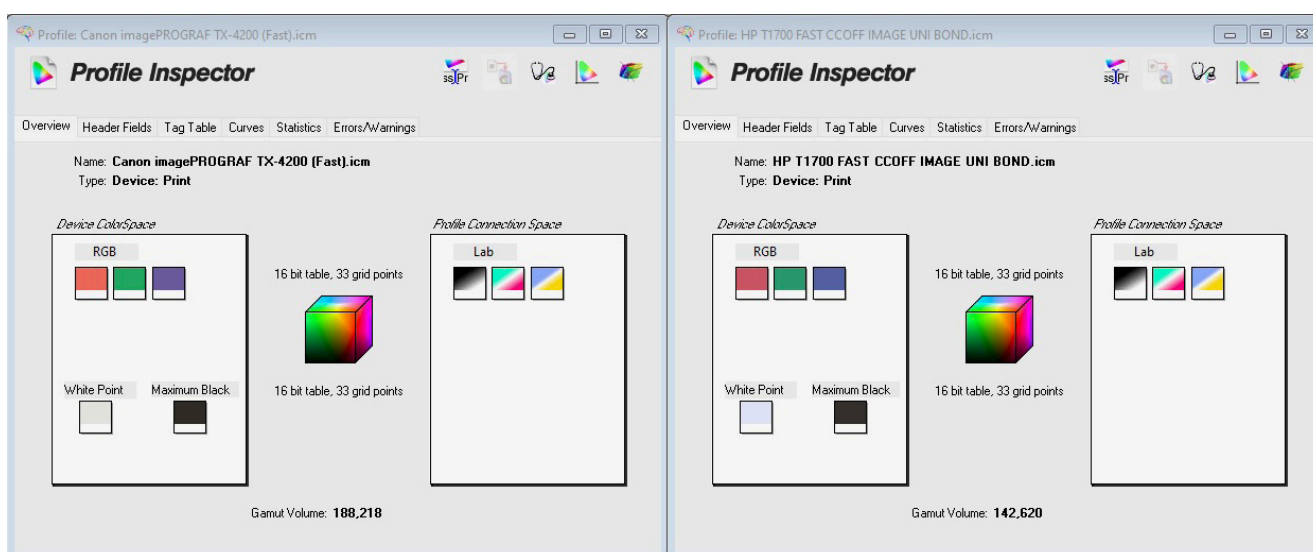 Profile: Canon imagePROGRAF TX-4200 (Fast).icm
Profile Inspector
Overview Header Fields Tag Table Curves Statistics Errors/Warnings
Name: Canon imagePROGRAF TX-4200 (Fast).icm
Type: Device: Print
Device ColorSpace
Profile Connection Space
RGB
Lab
16 bit table, 33 grid points
White Point
Maximum Black
16 bit table, 33 grid points
Gamut Volume: 188,218
Profile: HP T1700 FAST CCOFF IMAGE UNI BOND.icm
Profile Inspector
Overview Header Fields Tag Table Curves Statistics Errors/Warnings
Name: HP T1700 FAST CCOFF IMAGE UNI BOND.icm
Type: Device: Print
Device ColorSpace
Profile Connection Space
RGB
Lab
16 bit table, 33 grid points
White Point
Maximum Black
16 bit table, 33 grid points
Gamut Volume: 142,620